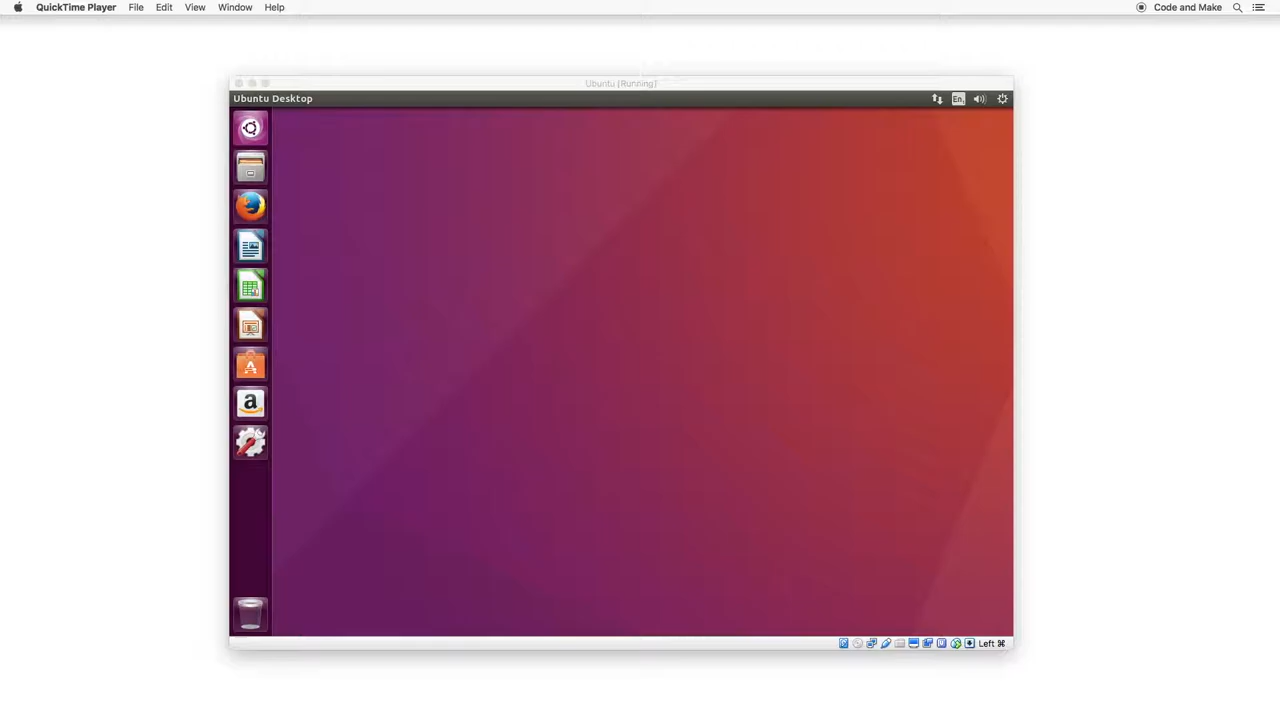 QuickTime Player File Edit View Window Help Code and Make
Ubuntu [Running]
Ubuntu Desktop En
Left ⌘